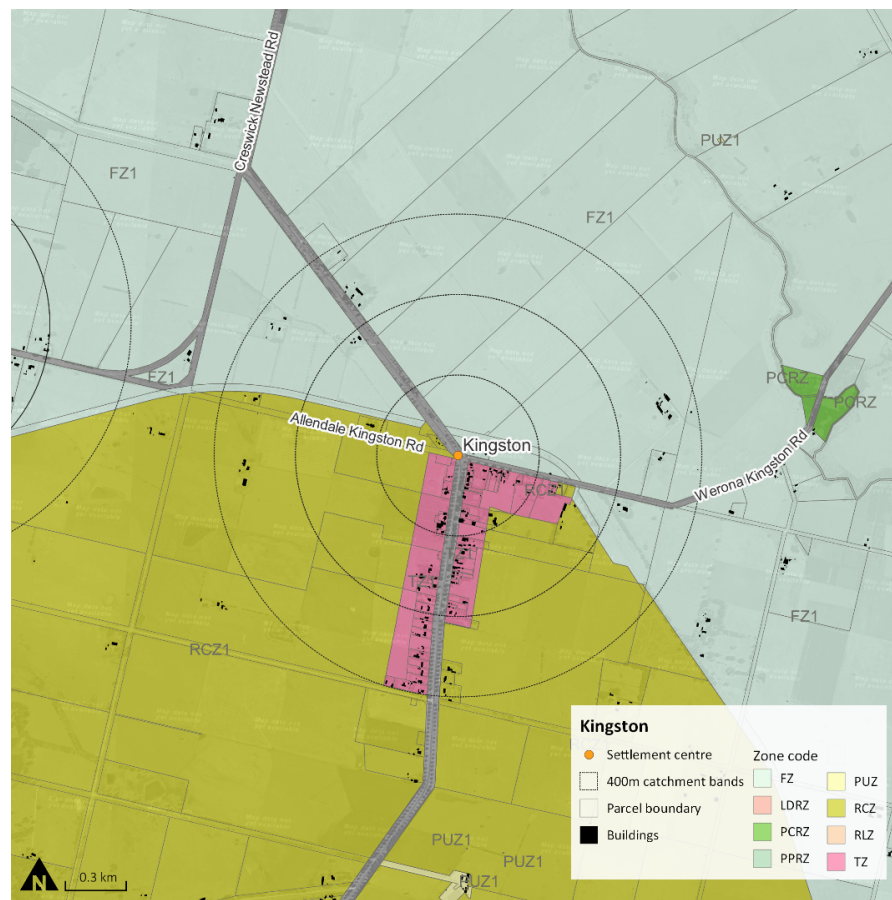 Creswick Newstead Rd
PUZ1
FZ1
FZ1
FZ1
PCRZ
PCRZ
Allendale Kingston Rd
Kingston
Werona Kingston Rd
FZ1
RCZ1
PUZ1
PUZ1
Kingston
Settlement centre
400m catchment bands
Parcel boundary
Buildings
Zone code
FZ
LDRZ
PCRZ
PPRZ
PUZ
RCZ
RLZ
TZ
N
0.3 km